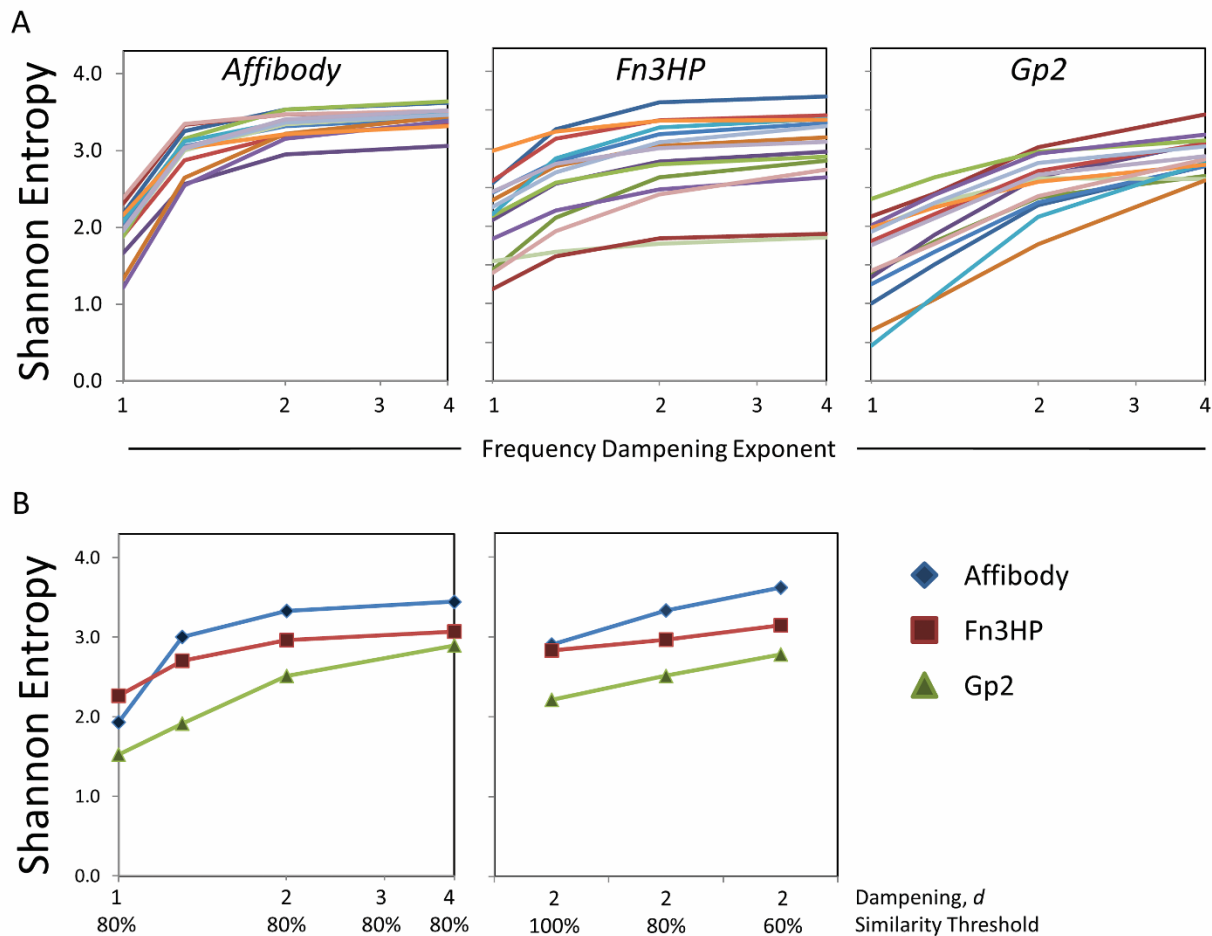 A
Affibody Fn3HP Gp2
Shannon Entropy
4.0
3.0
2.0
1.0
0.0
1 2 3 4 1 2 3 4 1 2 3 4
Frequency Dampening Exponent
B
Shannon Entropy
4.0
3.0
2.0
1.0
0.0
Affibody
Fn3HP
Gp2
1 2 3 4 2 2 2 Dampening, d
80% 80% 80% 80% 100% 80% 60% Similarity Threshold